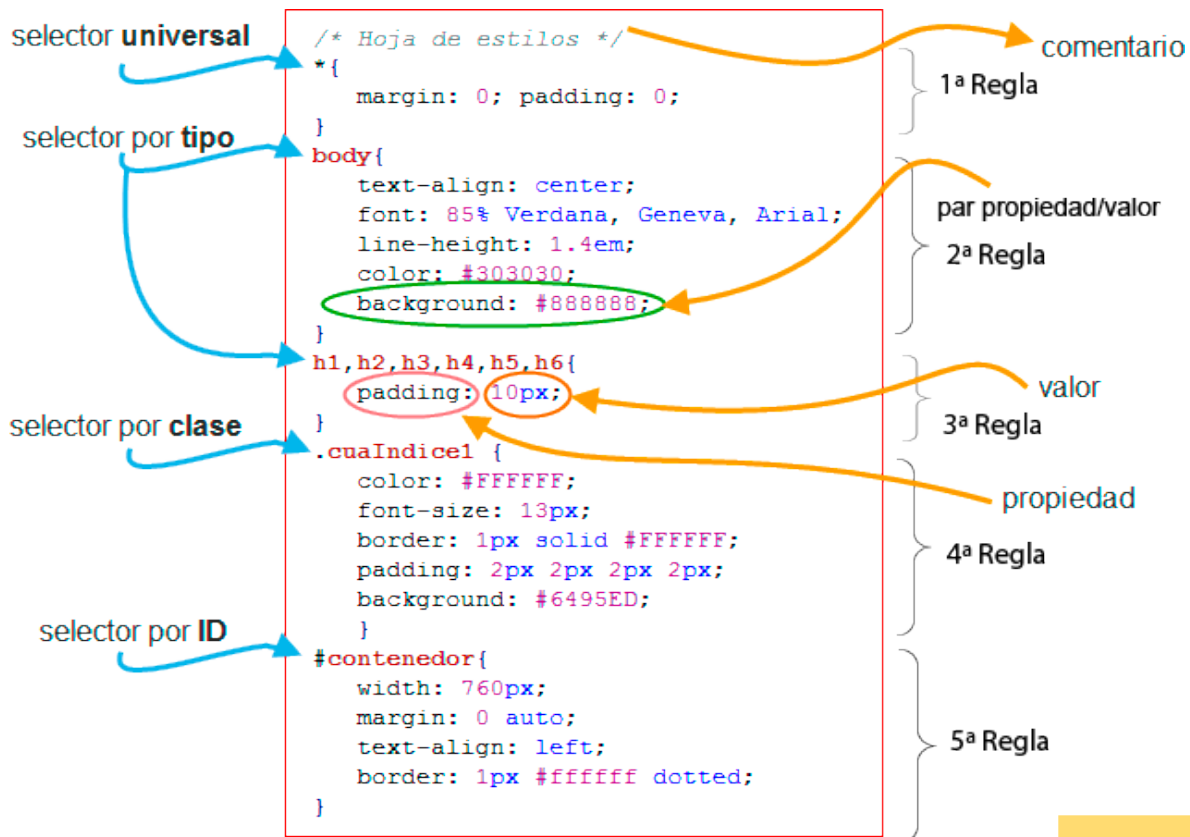 selector universal
/* Hoja de estilos */
comentario
*{
1ª Regla
margin: 0; padding: 0;
}
selector por tipo
body{
text-align: center;
font: 85% Verdana, Geneva, Arial;
par propiedad/valor
line-height: 1.4em;
2ª Regla
color: #303030;
background: #888888;
}
h1,h2,h3,h4,h5,h6{
padding: 10px;
valor
}
3ª Regla
selector por clase
.cuaIndice1 {
color: #FFFFFF;
propiedad
font-size: 13px;
border: 1px solid #FFFFFF;
4ª Regla
padding: 2px 2px 2px 2px;
background: #6495ED;
}
selector por ID
#contenedor{
width: 760px;
margin: 0 auto;
5ª Regla
text-align: left;
border: 1px #ffffff dotted;
}